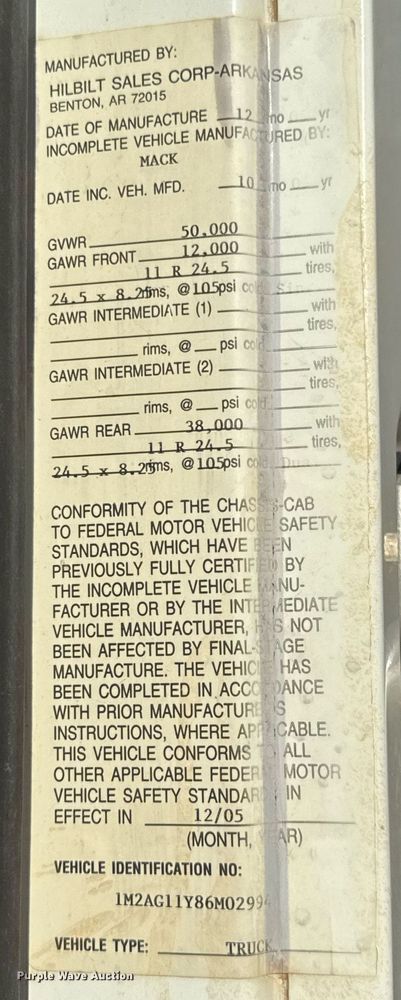 MANUFACTURED BY:
HILBILT SALES CORP-ARKANSAS
BENTON, AR 72015
DATE OF MANUFACTURE 12 mo yr
INCOMPLETE VEHICLE MANUFACTURED BY:
MACK
DATE INC. VEH. MFD. 10 mo yr
GVWR 50,000
GAWR FRONT 12,000 with
11 R 24.5 tires,
24.5 x 8.25 rims, @ 105 psi cold
GAWR INTERMEDIATE (1) with
tires,
rims, @ psi cold
GAWR INTERMEDIATE (2) with
tires,
rims, @ psi cold
GAWR REAR 38,000 with
11 R 24.5 tires,
24.5 x 8.25 rims, @ 105 psi cold
CONFORMITY OF THE CHASSIS-CAB
TO FEDERAL MOTOR VEHICLE SAFETY
STANDARDS, WHICH HAVE BEEN
PREVIOUSLY FULLY CERTIFIED BY
THE INCOMPLETE VEHICLE MANU-
FACTURER OR BY THE INTERMEDIATE
VEHICLE MANUFACTURER, HAS NOT
BEEN AFFECTED BY FINAL-STAGE
MANUFACTURE. THE VEHICLE HAS
BEEN COMPLETED IN ACCORDANCE
WITH PRIOR MANUFACTURERS
INSTRUCTIONS, WHERE APPLICABLE.
THIS VEHICLE CONFORMS TO ALL
OTHER APPLICABLE FEDERAL MOTOR
VEHICLE SAFETY STANDARDS IN
EFFECT IN 12/05
(MONTH, YEAR)
VEHICLE IDENTIFICATION NO:
1M2AG11Y86M02994
VEHICLE TYPE: TRUCK
Purple Wave Auction